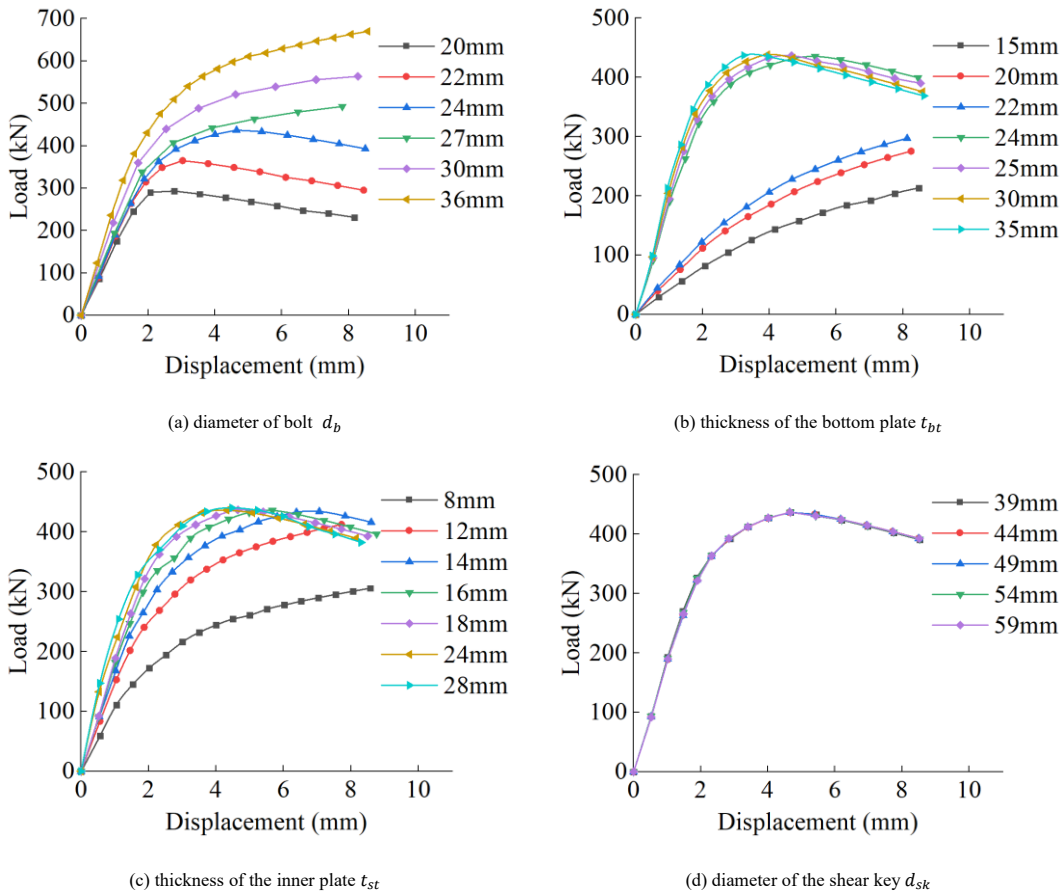 700
600
500
400
300
200
100
0
Load (kN)
0 2 4 6 8 10
Displacement (mm)
20mm
22mm
24mm
27mm
30mm
36mm
(a) diameter of bolt d_b
500
400
300
200
100
0
Load (kN)
0 2 4 6 8 10
Displacement (mm)
15mm
20mm
22mm
24mm
25mm
30mm
35mm
(b) thickness of the bottom plate t_bt
500
400
300
200
100
0
Load (kN)
0 2 4 6 8 10
Displacement (mm)
8mm
12mm
14mm
16mm
18mm
24mm
28mm
(c) thickness of the inner plate t_st
500
400
300
200
100
0
Load (kN)
0 2 4 6 8 10
Displacement (mm)
39mm
44mm
49mm
54mm
59mm
(d) diameter of the shear key d_sk